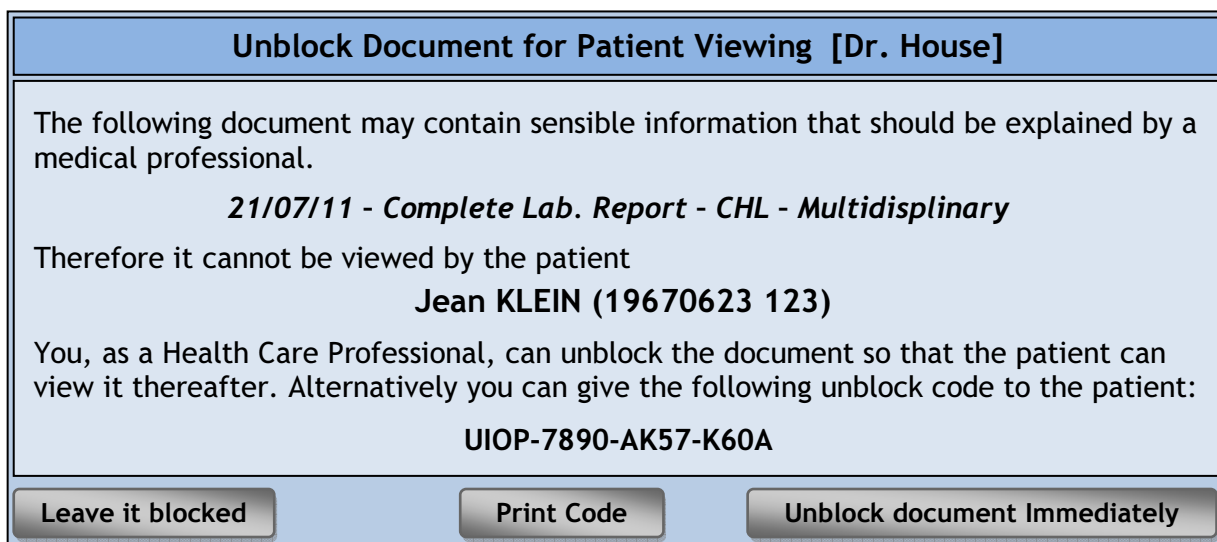 Unblock Document for Patient Viewing [Dr. House]
The following document may contain sensible information that should be explained by a
medical professional.
21/07/11 – Complete Lab. Report – CHL – Multidisplinary
Therefore it cannot be viewed by the patient
Jean KLEIN (19670623 123)
You, as a Health Care Professional, can unblock the document so that the patient can
view it thereafter. Alternatively you can give the following unblock code to the patient:
UIOP-7890-AK57-K60A
Leave it blocked
Print Code
Unblock document Immediately